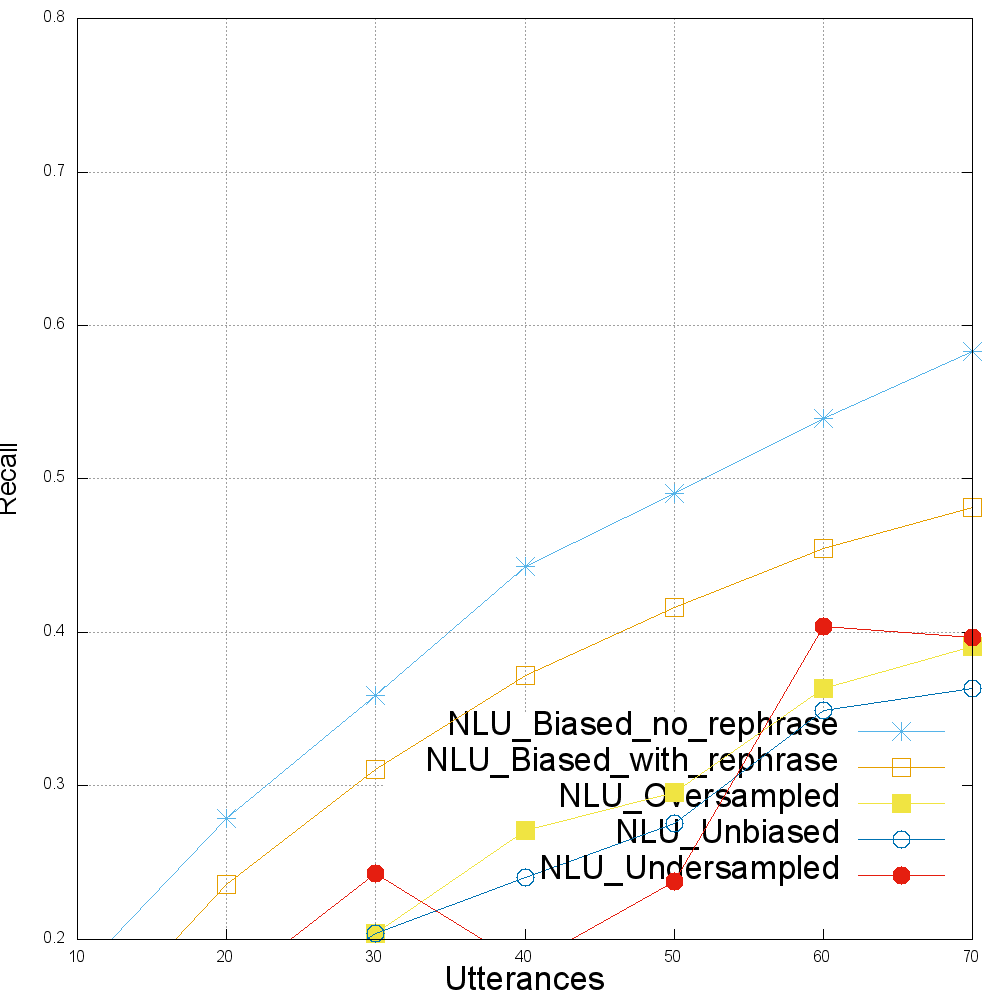 0.8
0.7
0.6
0.5
0.4
0.3
0.2
Recall
NLU_Biased_no_rephrase
NLU_Biased_with_rephrase
NLU_Oversampled
NLU_Unbiased
NLU_Undersampled
10 20 30 40 50 60 70
Utterances